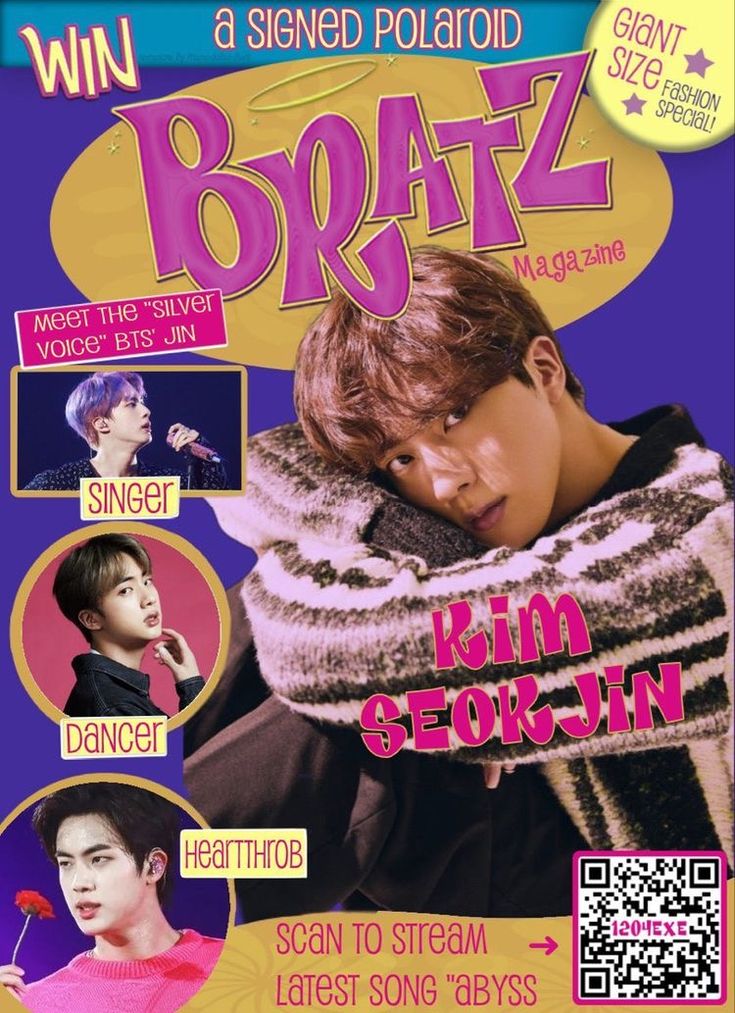 WIN
A SIGNED POLAROID
GIANT
SIZE FASHION
SPECIAL!
BRATZ
Magazine
MEET THE "SILVER
VOICE" BTS' JIN
SINGER
DANCER
HEARTTHROB
KIM
SEOKJIN
SCAN TO STREAM
LATEST SONG "ABYSS
1204EXE